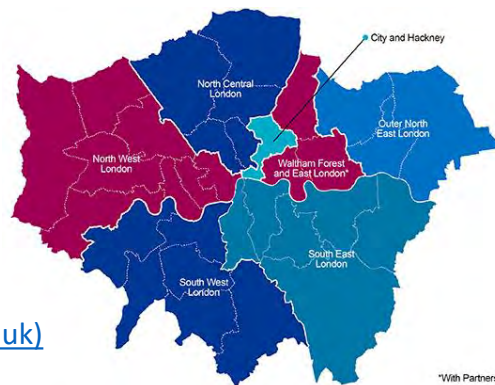 City and Hackney
North Central
London
Outer North
East London
North West
London
Waltham Forest
and East London*
South East
London
South West
London
uk)
*With Partners